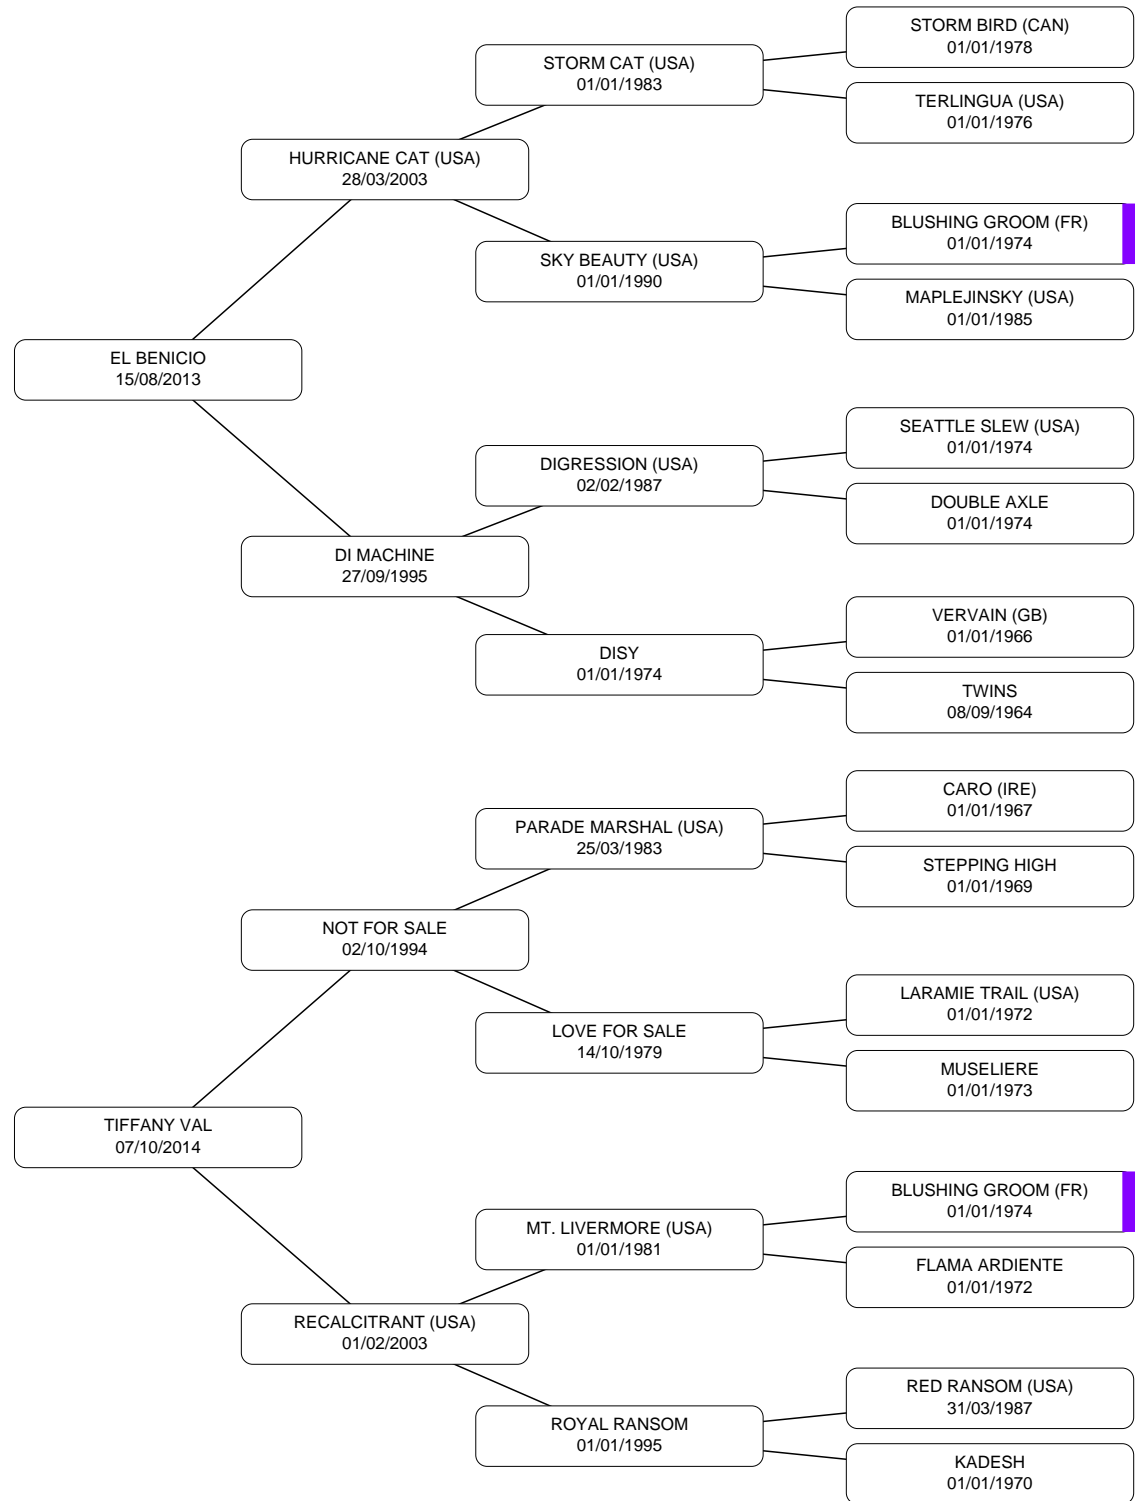 STORM BIRD (CAN)
01/01/1978
STORM CAT (USA)
01/01/1983
TERLINGUA (USA)
01/01/1976
HURRICANE CAT (USA)
28/03/2003
BLUSHING GROOM (FR)
01/01/1974
SKY BEAUTY (USA)
01/01/1990
MAPLEJINSKY (USA)
01/01/1985
EL BENICIO
15/08/2013
SEATTLE SLEW (USA)
01/01/1974
DIGRESSION (USA)
02/02/1987
DOUBLE AXLE
01/01/1974
DI MACHINE
27/09/1995
VERVAIN (GB)
01/01/1966
DISY
01/01/1974
TWINS
08/09/1964
CARO (IRE)
01/01/1967
PARADE MARSHAL (USA)
25/03/1983
STEPPING HIGH
01/01/1969
NOT FOR SALE
02/10/1994
LARAMIE TRAIL (USA)
01/01/1972
LOVE FOR SALE
14/10/1979
MUSELIERE
01/01/1973
TIFFANY VAL
07/10/2014
BLUSHING GROOM (FR)
01/01/1974
MT. LIVERMORE (USA)
01/01/1981
FLAMA ARDIENTE
01/01/1972
RECALCITRANT (USA)
01/02/2003
RED RANSOM (USA)
31/03/1987
ROYAL RANSOM
01/01/1995
KADESH
01/01/1970